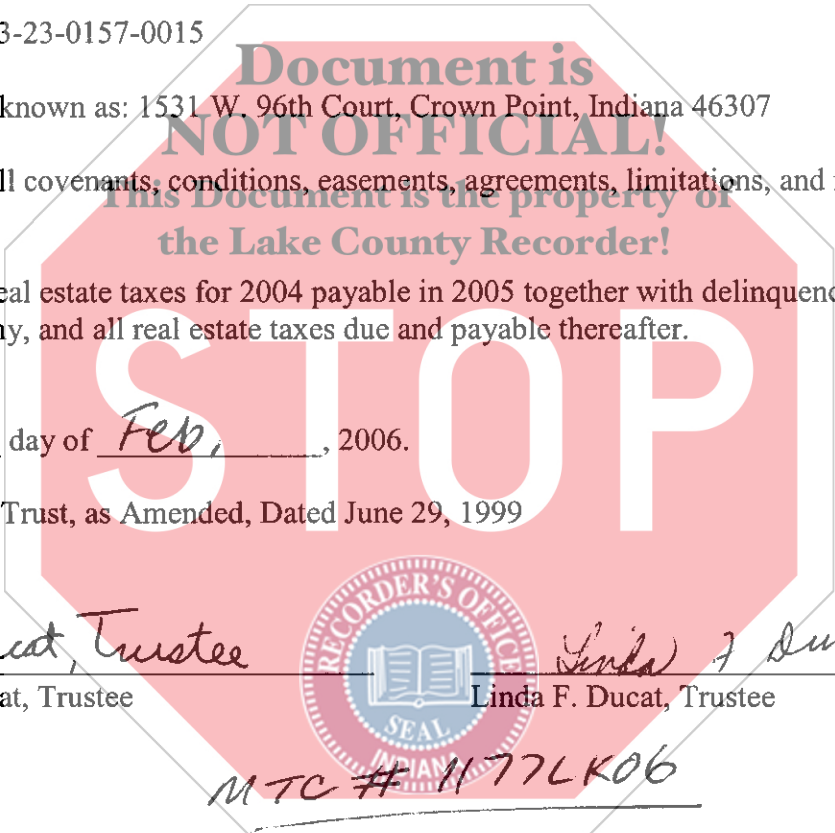 3-23-0157-0015
Document is
known as: 1531 W. 96th Court, Crown Point, Indiana 46307
NOT OFFICIAL!
ll covenants, conditions, easements, agreements, limitations, and
This Document is the property of
the Lake County Recorder!
eal estate taxes for 2004 payable in 2005 together with delinquenc
y, and all real estate taxes due and payable thereafter.
STOP
day of Feb, , 2006.
Trust, as Amended, Dated June 29, 1999
RECORDER'S OFFICE
cat, Trustee
Linda F Du
at, Trustee
Linda F. Ducat, Trustee
SEAL
INDIANA
MTC # 1177LK06